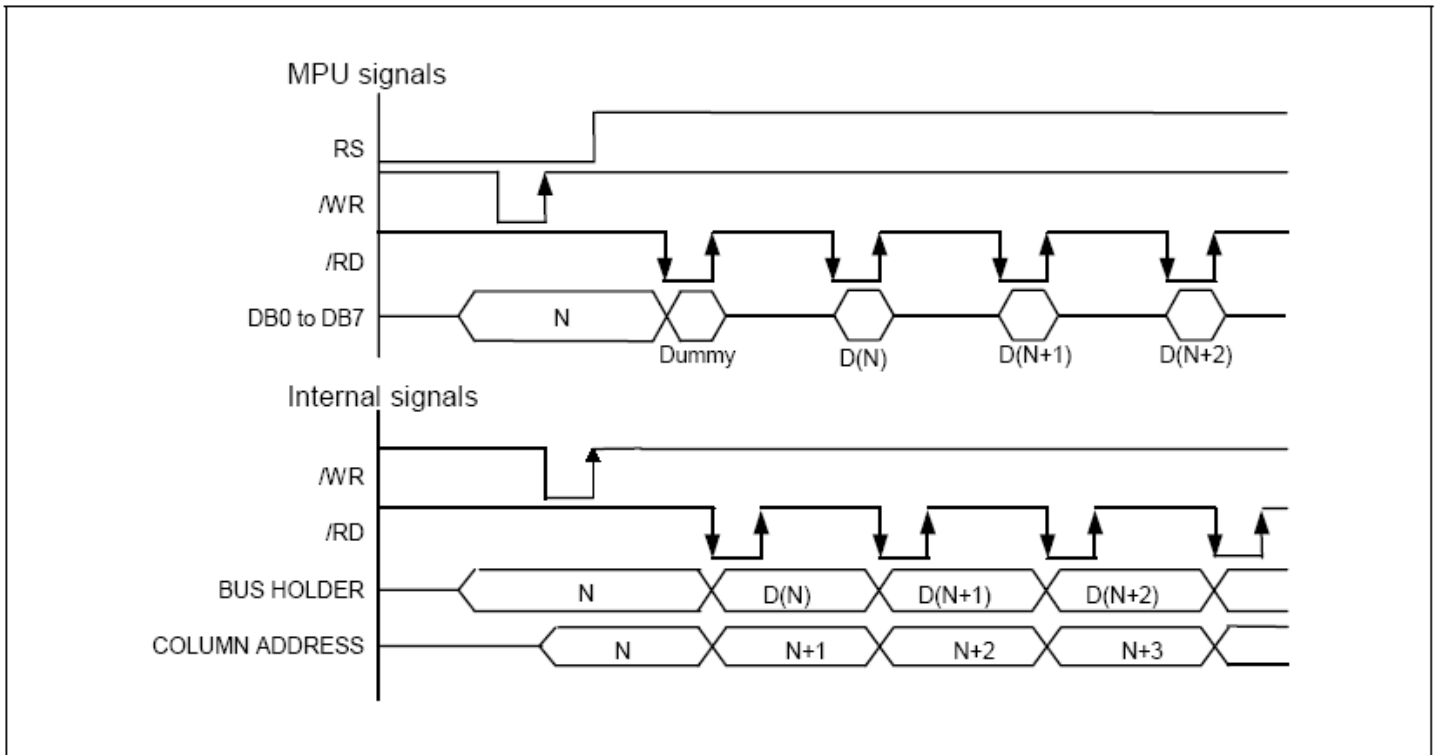 MPU signals
RS
/WR
/RD
DB0 to DB7
N
Dummy
D(N)
D(N+1)
D(N+2)
Internal signals
/WR
/RD
BUS HOLDER
N
D(N)
D(N+1)
D(N+2)
COLUMN ADDRESS
N
N+1
N+2
N+3